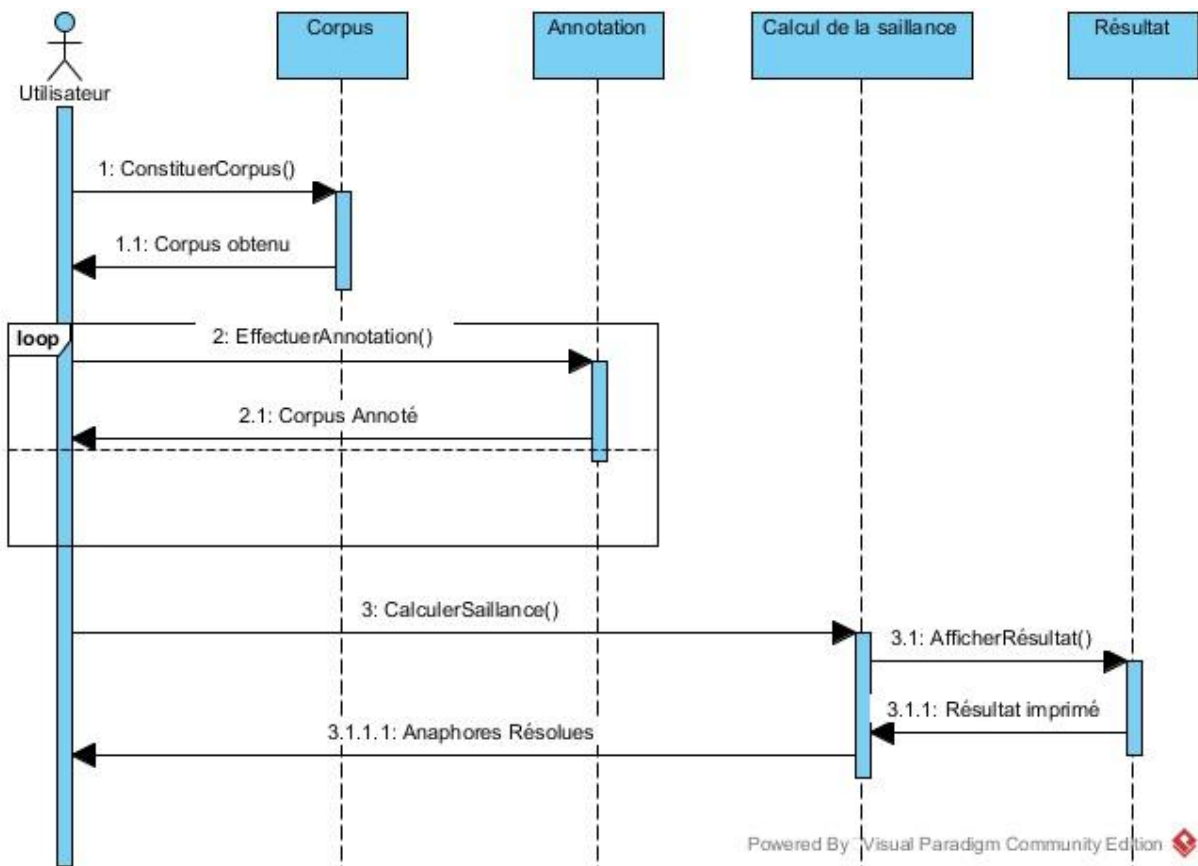 Corpus
Annotation
Calcul de la saillance
Résultat
Utilisateur
1: ConstituerCorpus()
1.1: Corpus obtenu
loop
2: EffectuerAnnotation()
2.1: Corpus Annoté
3: CalculerSaillance()
3.1: AfficherRésultat()
3.1.1: Résultat imprimé
3.1.1.1: Anaphores Résolues
Powered By Visual Paradigm Community Edition